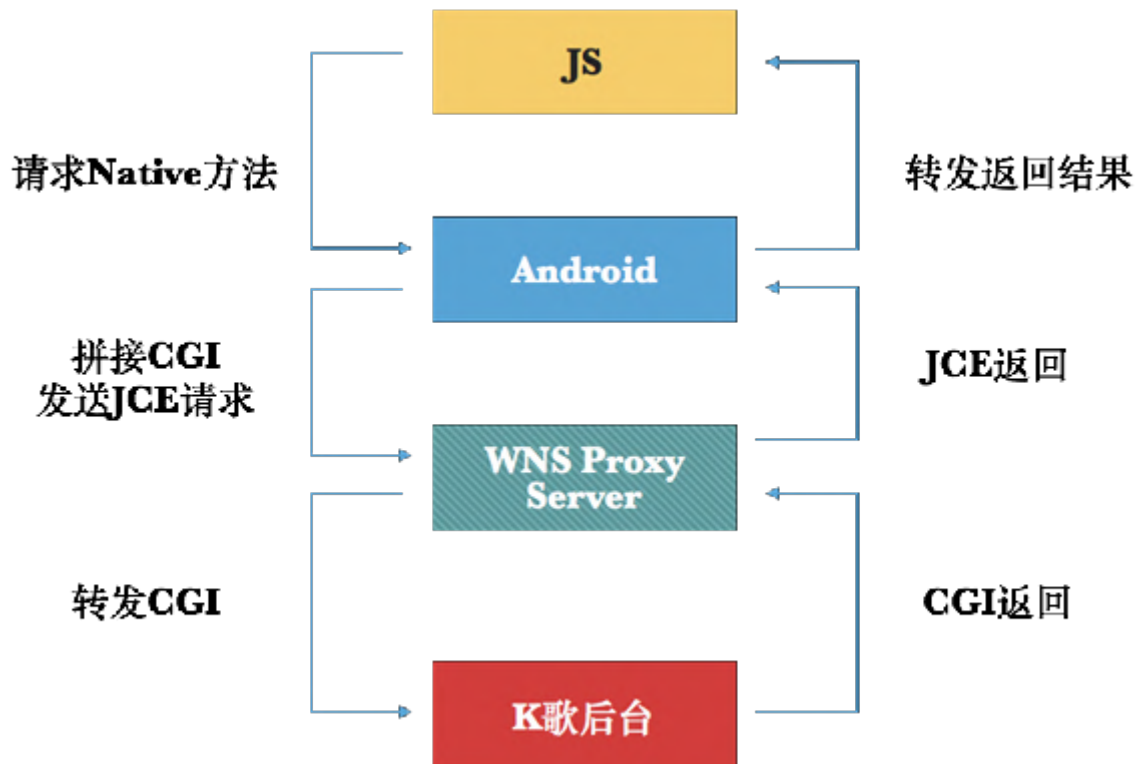 JS
请求Native方法
转发返回结果
Android
拼接CGI
发送JCE请求
JCE返回
WNS Proxy
Server
转发CGI
CGI返回
K歌后台